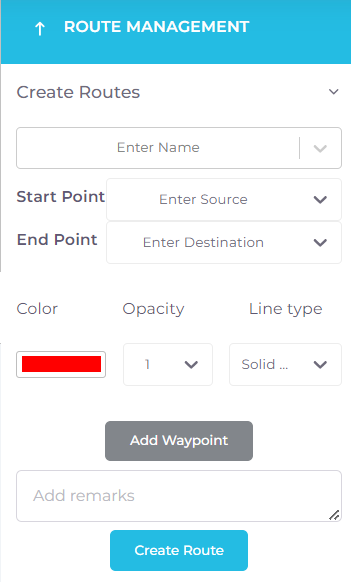 ROUTE MANAGEMENT
Create Routes
Enter Name
Start Point Enter Source
End Point Enter Destination
Color Opacity Line type
1 Solid ...
Add Waypoint
Add remarks
Create Route